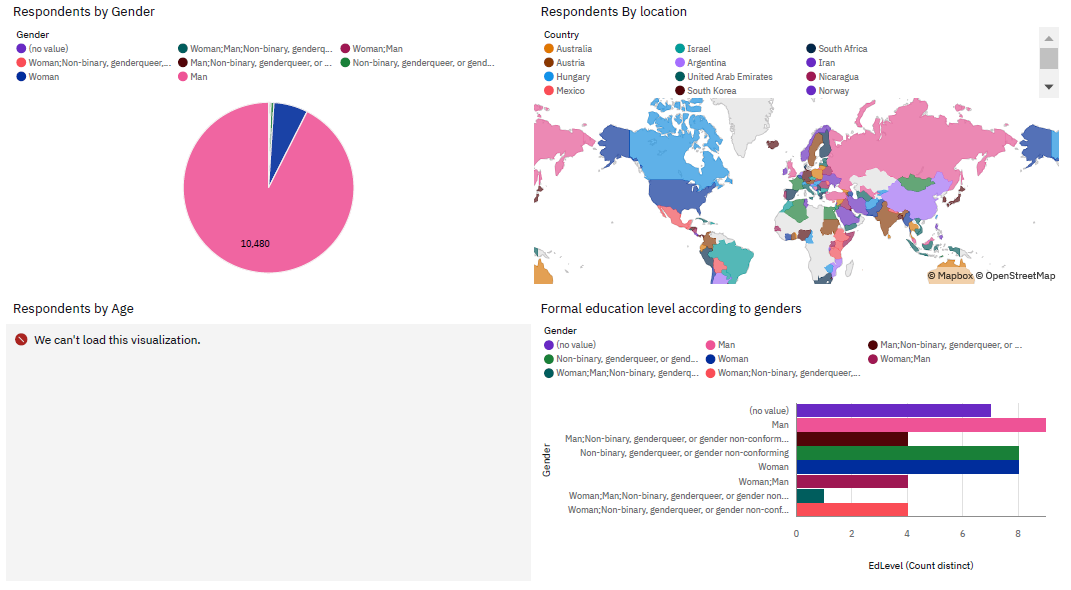 Respondents by Gender
Gender
(no value)
Woman;Man;Non-binary, genderq...
Woman;Man
Woman;Non-binary, genderqueer,...
Man;Non-binary, genderqueer, or ...
Non-binary, genderqueer, or gend...
Woman
Man
10,480
Respondents By location
Country
Australia
Israel
South Africa
Austria
Argentina
Iran
Hungary
United Arab Emirates
Nicaragua
Mexico
South Korea
Norway
© Mapbox © OpenStreetMap
Respondents by Age
We can't load this visualization.
Formal education level according to genders
Gender
(no value)
Man
Man;Non-binary, genderqueer, or ...
Non-binary, genderqueer, or gend...
Woman
Woman;Man
Woman;Man;Non-binary, genderq...
Woman;Non-binary, genderqueer,...
Gender
(no value)
Man
Man;Non-binary, genderqueer, or gender non-conform...
Non-binary, genderqueer, or gender non-conforming
Woman
Woman;Man
Woman;Man;Non-binary, genderqueer, or gender non...
Woman;Non-binary, genderqueer, or gender non-conf...
0 2 4 6 8
EdLevel (Count distinct)